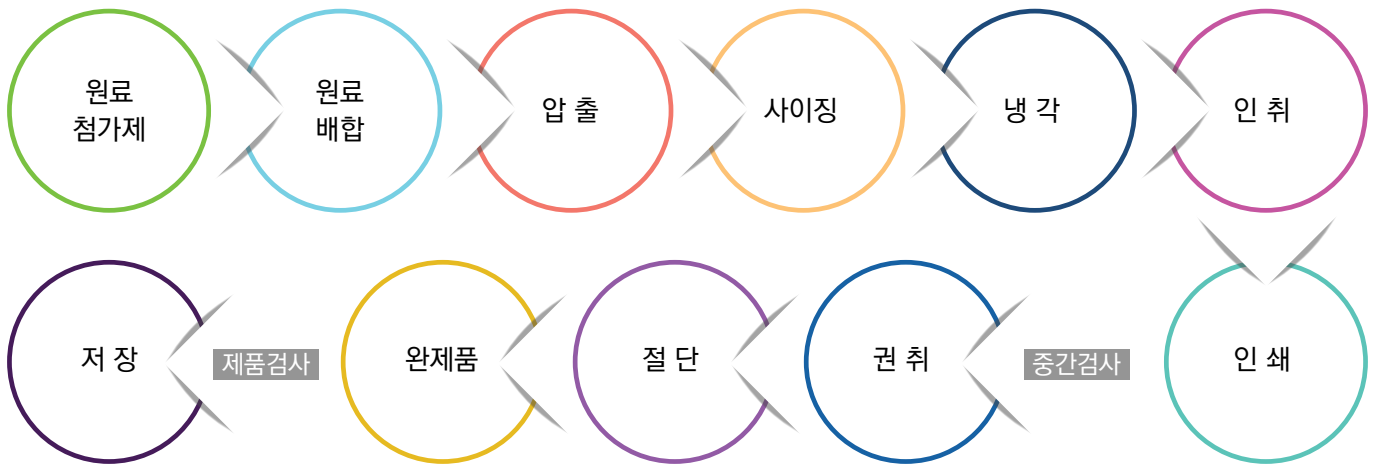 원료
첨가제
원료
배합
압 출
사이징
냉 각
인 취
인 쇄
중간검사
권 취
절 단
완제품
제품검사
저 장